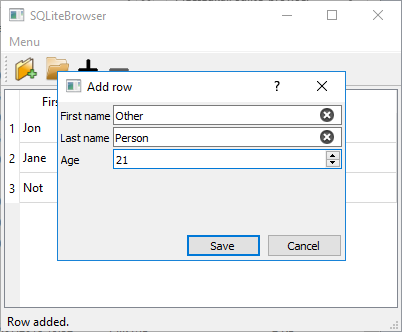 SQLiteBrowser
Menu
Add row
?
Firs
First name Other
Last name Person
Age 21
1 Jon
2 Jane
3 Not
Save Cancel
Row added.